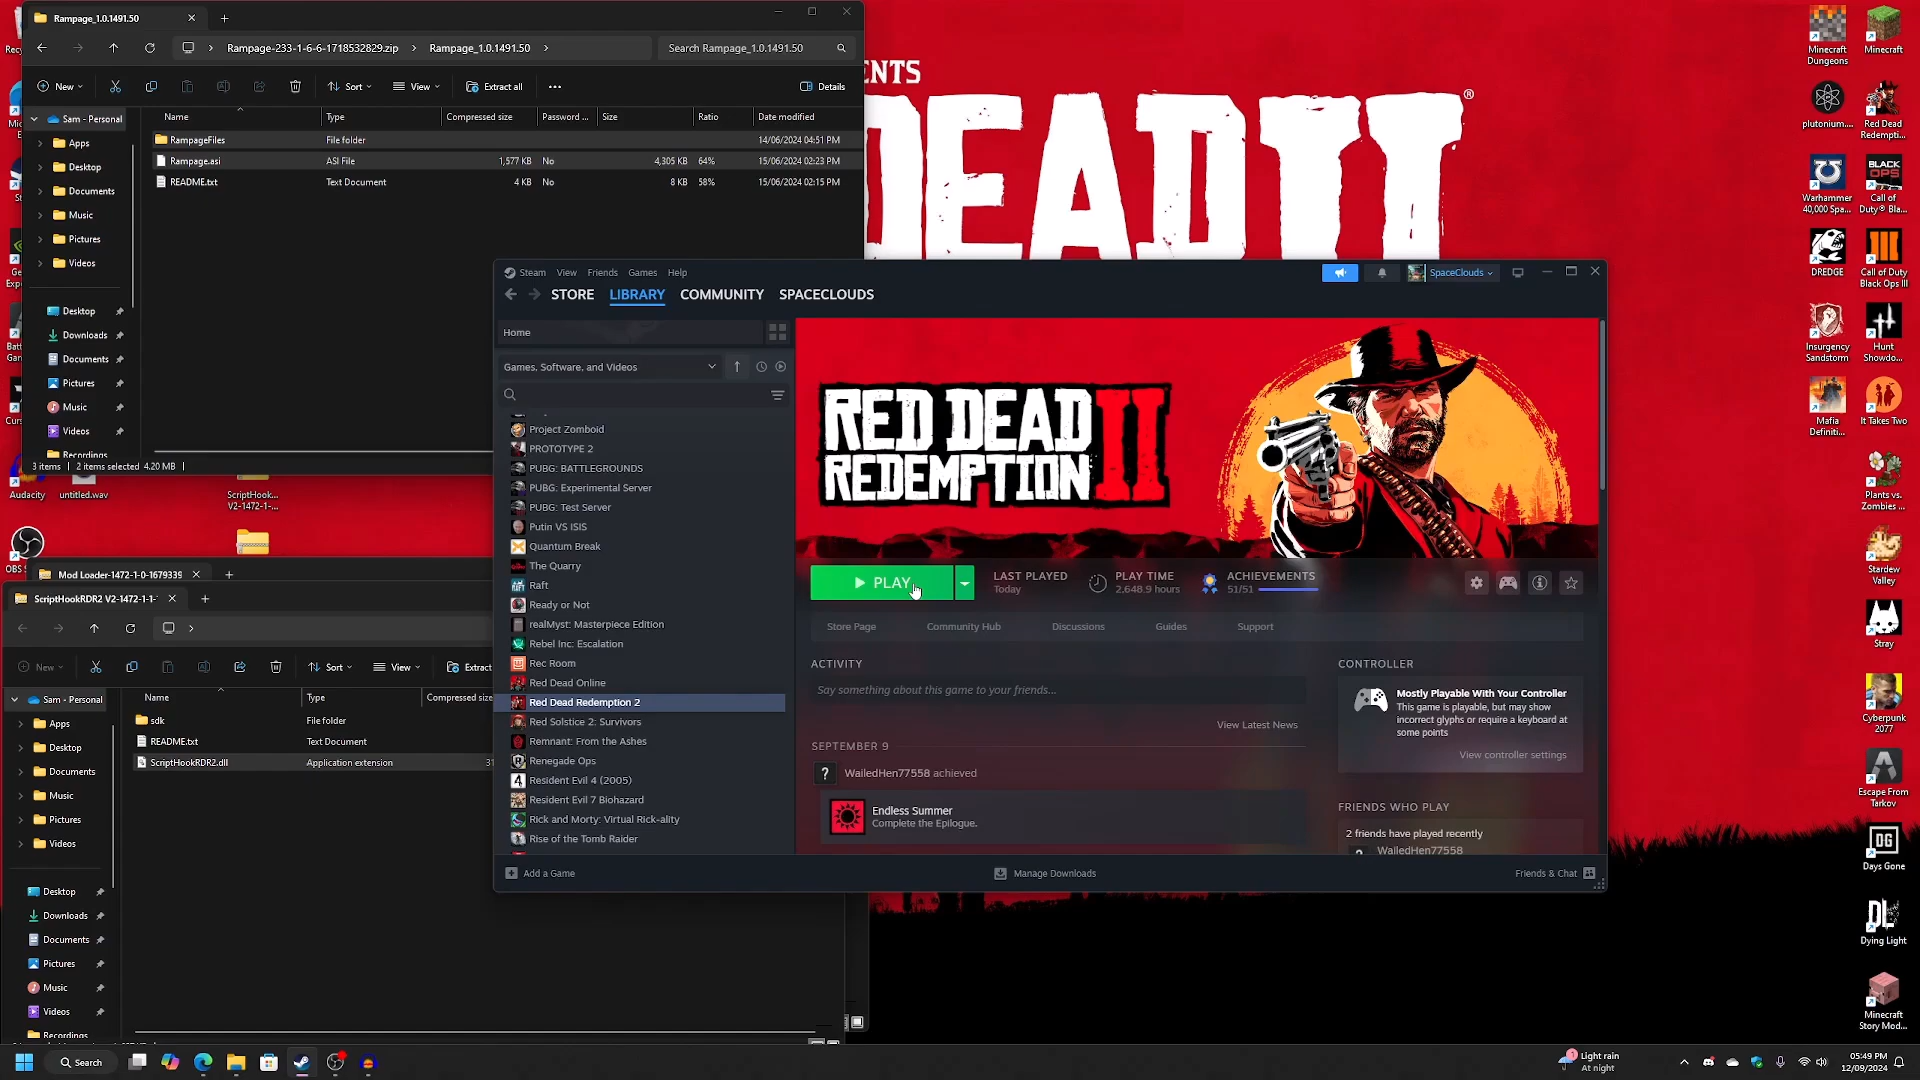 Rampage_1.0.1491.50
Rampage-233-1-6-6-1718532829.zip > Rampage_1.0.1491.50 >
Search Rampage_1.0.1491.50
New
Sort
View
Extract all
Details
Name
Type
Compressed size
Password ...
Size
Ratio
Date modified
Sam - Personal
Apps
Desktop
Documents
Music
Pictures
Videos
Desktop
Downloads
Documents
Pictures
Music
Videos
Recordings
RampageFiles File folder 14/06/2024 04:51 PM
Rampage.asi ASI File 1,577 KB No 4,305 KB 64% 15/06/2024 02:23 PM
README.txt Text Document 4 KB No 8 KB 58% 15/06/2024 02:15 PM
3 items | 2 items selected 4.20 MB |
ENTS
DEAD II
®
Minecraft Dungeons
Minecraft
plutonium....
Red Dead Redempti...
Warhammer 40,000 Spa...
BLACK OPS
Call of Duty® Bla...
DREDGE
Call of Duty Black Ops III
Insurgency Sandstorm
Hunt Showdo...
Mafia Definiti...
It Takes Two
Plants vs. Zombies ...
Stardew Valley
Stray
Cyberpunk 2077
Escape From Tarkov
DG
Days Gone
DL
Dying Light
Minecraft Story Mod...
Audacity
untitled.wav
ScriptHook... V2-1472-1-...
OBS S
Mod Loader-1472-1-0-1679339
ScriptHookRDR2 V2-1472-1-1-
New
Sort
View
Extract
Name
Type
Compressed size
Sam - Personal
Apps
Desktop
Documents
Music
Pictures
Videos
Desktop
Downloads
Documents
Pictures
Music
Videos
Recordings
sdk File folder
README.txt Text Document
ScriptHookRDR2.dll Application extension
Steam View Friends Games Help
SpaceClouds
STORE LIBRARY COMMUNITY SPACECLOUDS
Home
Games, Software, and Videos
Project Zomboid
PROTOTYPE 2
PUBG: BATTLEGROUNDS
PUBG: Experimental Server
PUBG: Test Server
Putin VS ISIS
Quantum Break
The Quarry
Raft
Ready or Not
realMyst: Masterpiece Edition
Rebel Inc: Escalation
Rec Room
Red Dead Online
Red Dead Redemption 2
Red Solstice 2: Survivors
Remnant: From the Ashes
Renegade Ops
Resident Evil 4 (2005)
Resident Evil 7 Biohazard
Rick and Morty: Virtual Rick-ality
Rise of the Tomb Raider
RED DEAD
REDEMPTION II
PLAY
LAST PLAYED
Today
PLAY TIME
2,648.9 hours
ACHIEVEMENTS
51/51
Store Page
Community Hub
Discussions
Guides
Support
ACTIVITY
Say something about this game to your friends...
View Latest News
SEPTEMBER 9
WailedHen77558 achieved
Endless Summer
Complete the Epilogue.
CONTROLLER
Mostly Playable With Your Controller
This game is playable, but may show
incorrect glyphs or require a keyboard at
some points
View controller settings
FRIENDS WHO PLAY
2 friends have played recently
WailedHen77558
Add a Game
Manage Downloads
Friends & Chat
Search
Light rain
At night
05:49 PM
12/09/2024